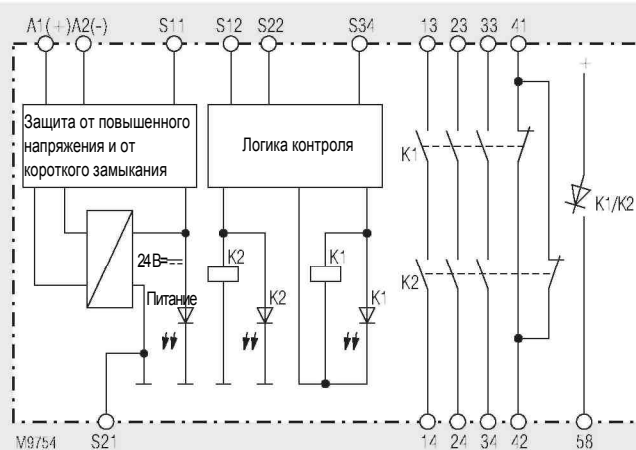 A1(+) A2(-) S11 S12 S22 S34 13 23 33 41
+
Защита от повышенного
напряжения и от
короткого замыкания
Логика контроля
K1
K1/K2
24В=
K2
K1
K2
Питание
K2
K1
M9754 S21 14 24 34 42 58